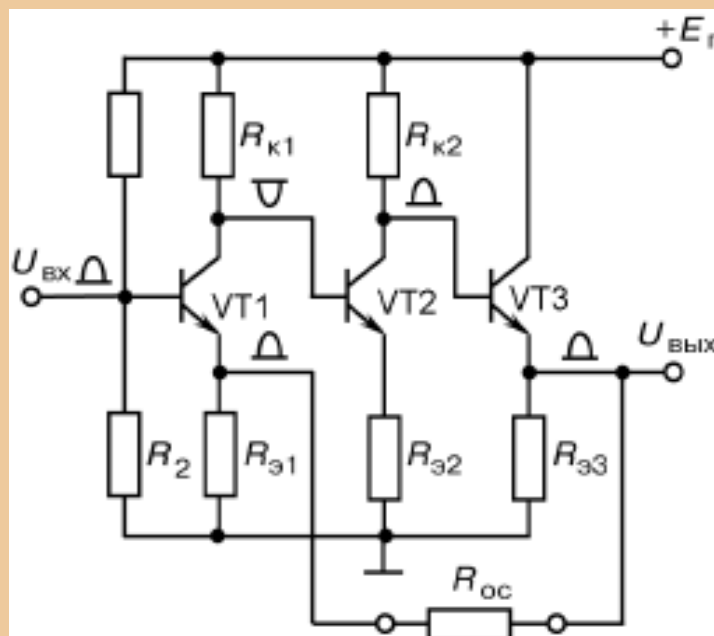 +E г
R к1
R к2
U вх
VT1
VT2
VT3
U вых
R 2
R э1
R э2
R э3
R ос